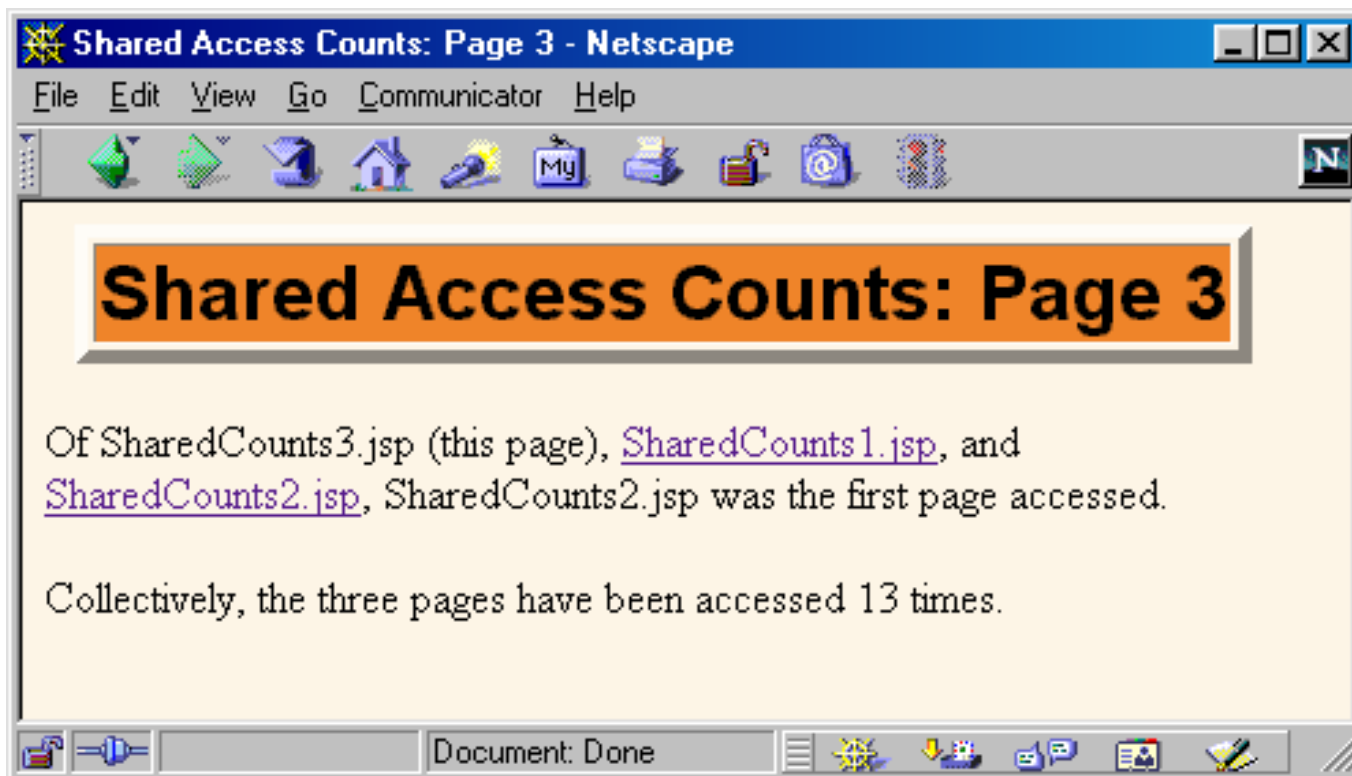 Shared Access Counts: Page 3 - Netscape
File Edit View Go Communicator Help
My
@
N
Shared Access Counts: Page 3
Of SharedCounts3.jsp (this page), SharedCounts1.jsp, and
SharedCounts2.jsp, SharedCounts2.jsp was the first page accessed.
Collectively, the three pages have been accessed 13 times.
Document: Done